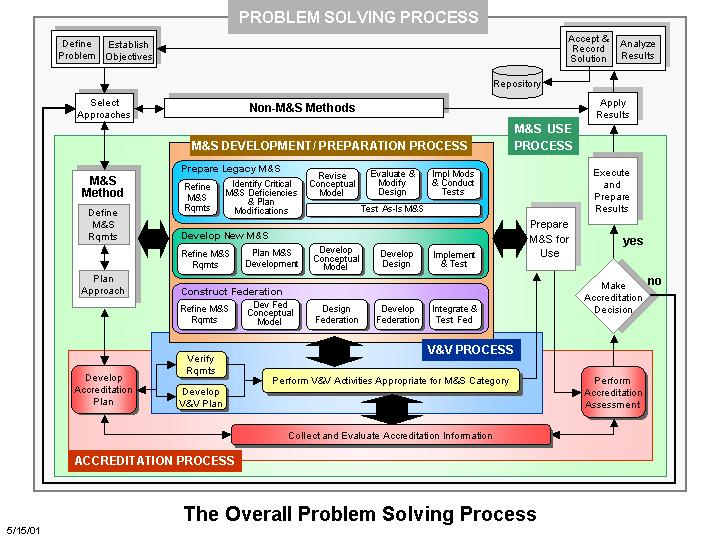 PROBLEM SOLVING PROCESS
Define
Problem
Establish
Objectives
Accept &
Record
Solution
Analyze
Results
Repository
Select
Approaches
Non-M&S Methods
Apply
Results
M&S USE
PROCESS
M&S DEVELOPMENT/ PREPARATION PROCESS
M&S
Method
Define
M&S
Rqmts
Plan
Approach
Prepare Legacy M&S
Refine
M&S
Rqmts
Identify Critical
M&S Deficiencies
& Plan
Modifications
Revise
Conceptual
Model
Evaluate &
Modify
Design
Impl Mods
& Conduct
Tests
Test As-Is M&S
Develop New M&S
Refine M&S
Rqmts
Plan M&S
Development
Develop
Conceptual
Model
Develop
Design
Implement
& Test
Construct Federation
Refine M&S
Rqmts
Dev Fed
Conceptual
Model
Design
Federation
Develop
Federation
Integrate &
Test Fed
Prepare
M&S for
Use
Execute
and
Prepare
Results
yes
no
Make
Accreditation
Decision
V&V PROCESS
Verify
Rqmts
Develop
V&V Plan
Perform V&V Activities Appropriate for M&S Category
Develop
Accreditation
Plan
Perform
Accreditation
Assessment
Collect and Evaluate Accreditation Information
ACCREDITATION PROCESS
The Overall Problem Solving Process
5/15/01